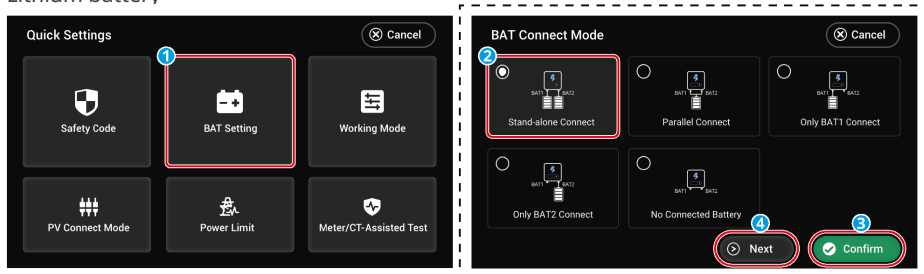 Lithium battery
Quick Settings
Cancel
1
Safety Code
BAT Setting
Working Mode
PV Connect Mode
Power Limit
Meter/CT-Assisted Test
BAT Connect Mode
Cancel
2
BAT1 BAT2
Stand-alone Connect
BAT1 BAT2
Parallel Connect
BAT1 BAT2
Only BAT1 Connect
BAT1 BAT2
Only BAT2 Connect
BAT1 BAT2
No Connected Battery
4
3
Next
Confirm